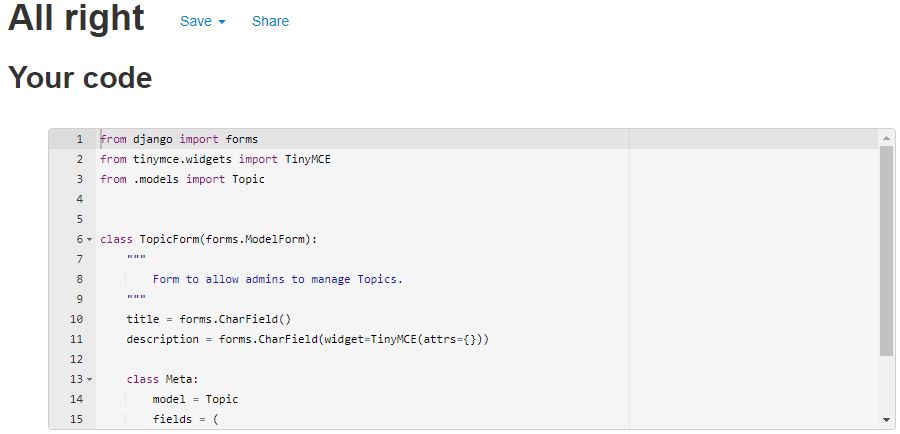 All right Save Share
Your code
1 from django import forms
2 from tinymce.widgets import TinyMCE
3 from .models import Topic
4
5
6 class TopicForm(forms.ModelForm):
7 """
8 Form to allow admins to manage Topics.
9 """
10 title = forms.CharField()
11 description = forms.CharField(widget=TinyMCE(attrs={}))
12
13 class Meta:
14 model = Topic
15 fields = (